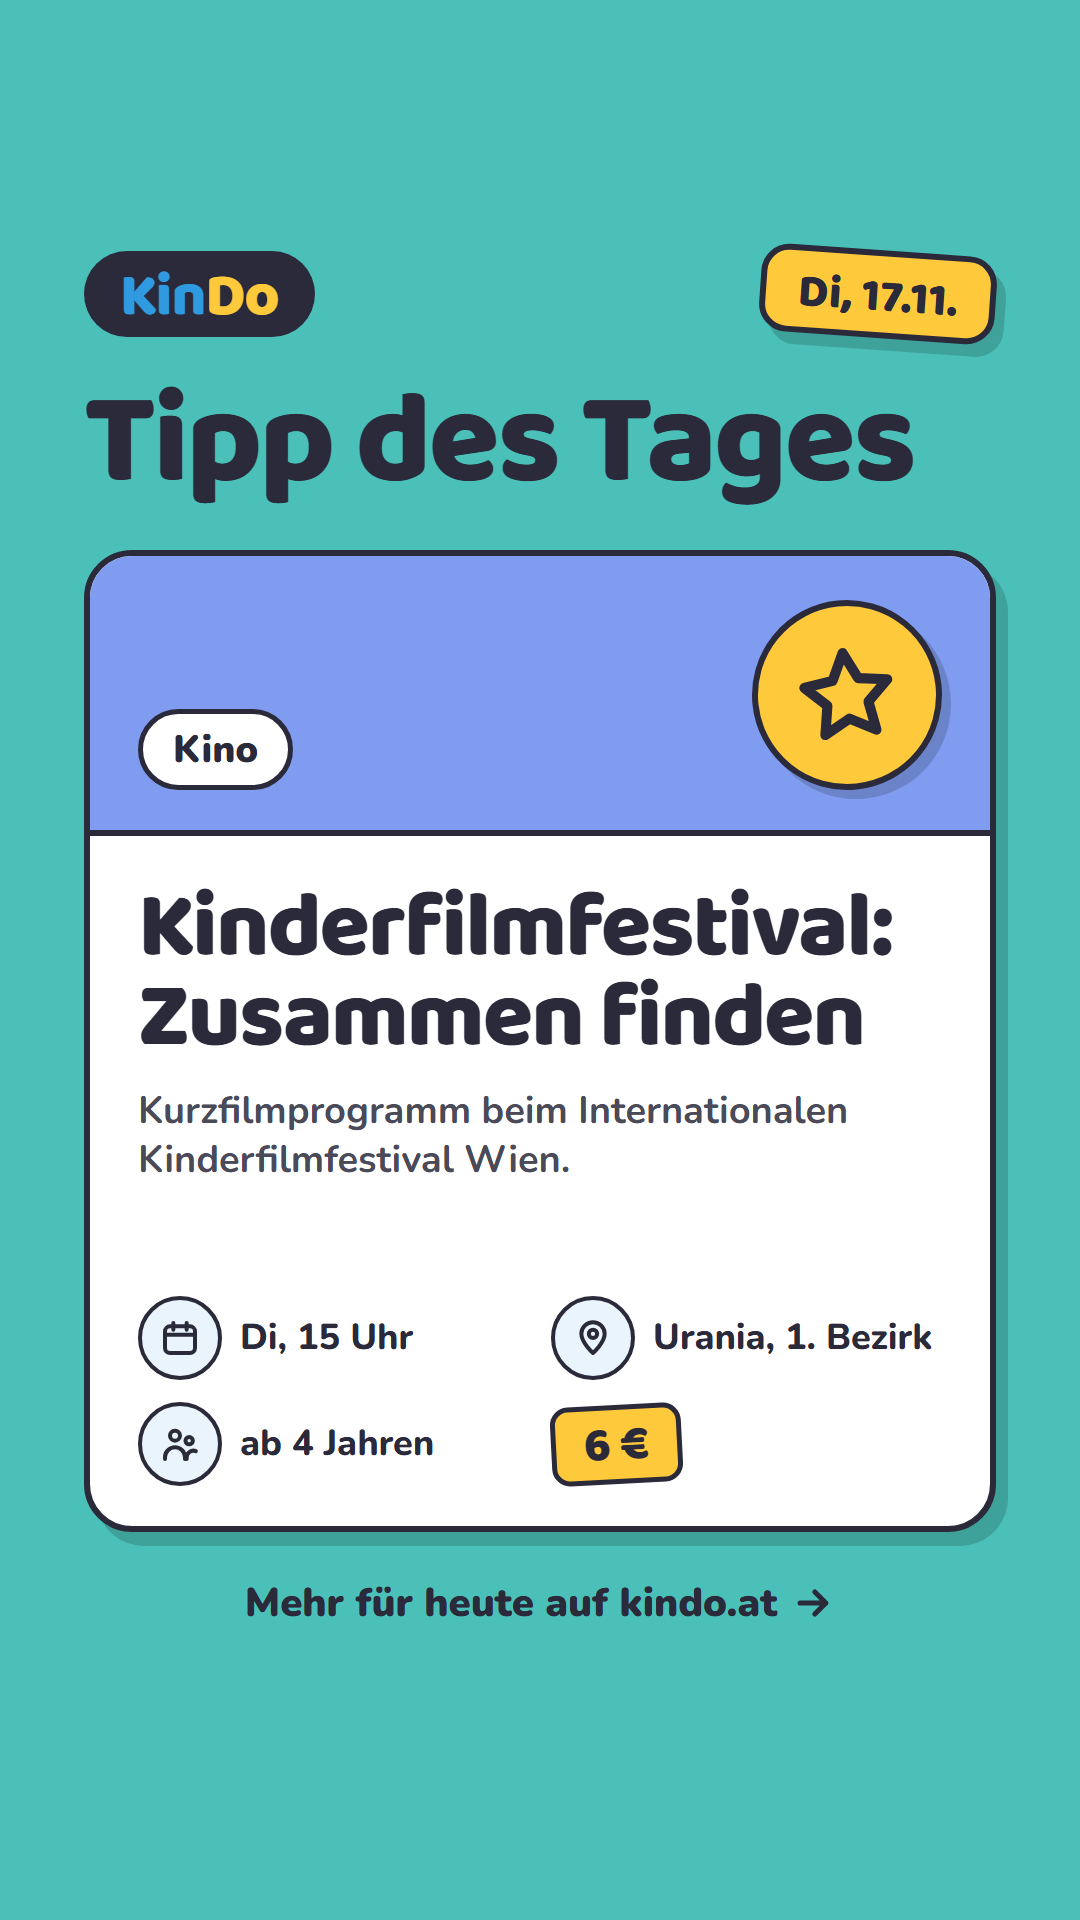 KinDo
Di, 17.11.
Tipp des Tages
Kino
Kinderfilmfestival:
Zusammen finden
Kurzfilmprogramm beim Internationalen
Kinderfilmfestival Wien.
Di, 15 Uhr
Urania, 1. Bezirk
ab 4 Jahren
6 €
Mehr für heute auf kindo.at →